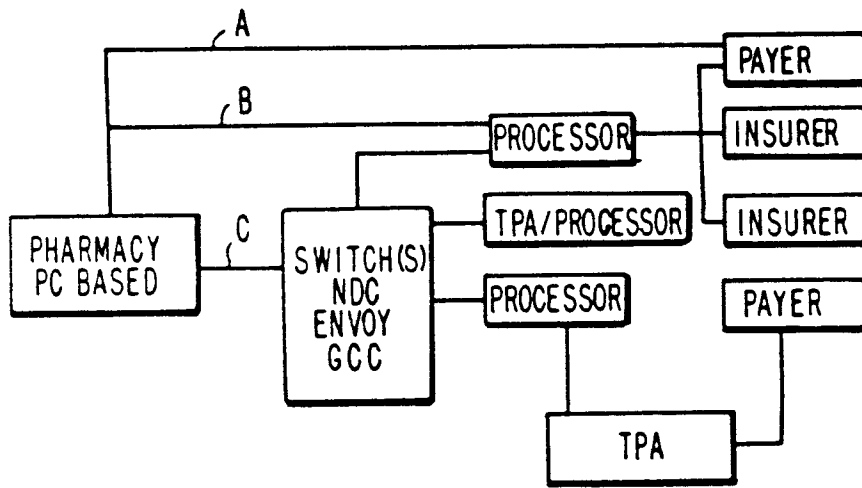 A
PAYER
B
PROCESSOR
INSURER
TPA/PROCESSOR
INSURER
C
PHARMACY
PC BASED
SWITCH(S)
NDC
ENVOY
GCC
PROCESSOR
PAYER
TPA